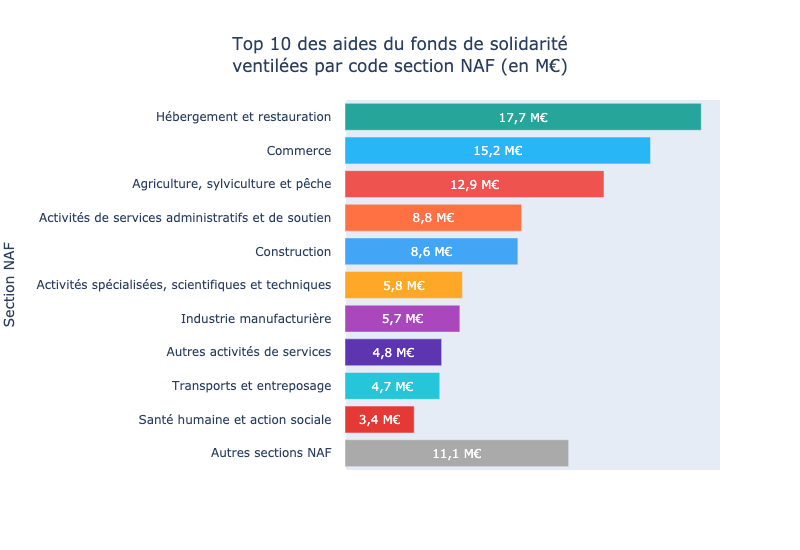 Top 10 des aides du fonds de solidarité
ventilées par code section NAF (en M€)
Section NAF
Hébergement et restauration 17,7 M€
Commerce 15,2 M€
Agriculture, sylviculture et pêche 12,9 M€
Activités de services administratifs et de soutien 8,8 M€
Construction 8,6 M€
Activités spécialisées, scientifiques et techniques 5,8 M€
Industrie manufacturière 5,7 M€
Autres activités de services 4,8 M€
Transports et entreposage 4,7 M€
Santé humaine et action sociale 3,4 M€
Autres sections NAF 11,1 M€